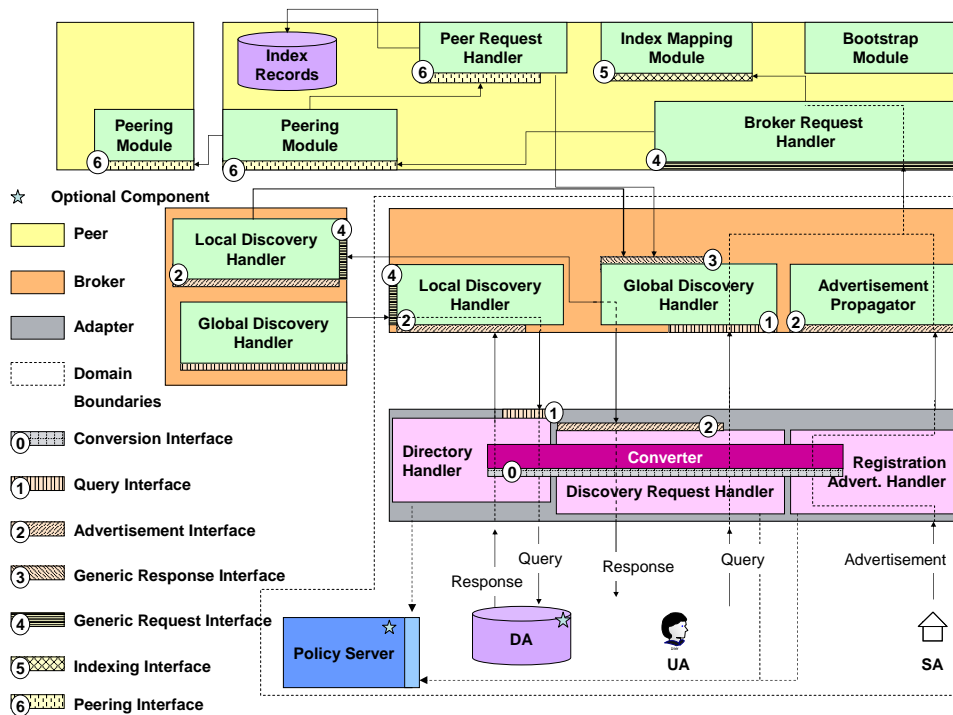 Index
Records
Peer Request
Handler
6
Index Mapping
Module
5
Bootstrap
Module
Peering
Module
6
Peering
Module
6
Broker Request
Handler
4
Optional Component
Peer
Broker
Adapter
Domain
Boundaries
0
Conversion Interface
1
Query Interface
2
Advertisement Interface
3
Generic Response Interface
4
Generic Request Interface
5
Indexing Interface
6
Peering Interface
Local Discovery
Handler
4
2
Global Discovery
Handler
4
Local Discovery
Handler
2
3
Global Discovery
Handler
1
Advertisement
Propagator
2
1
2
Directory
Handler
Converter
0
Discovery Request Handler
Registration
Advert. Handler
Response
Query
Response
Query
Advertisement
Policy Server
DA
UA
SA